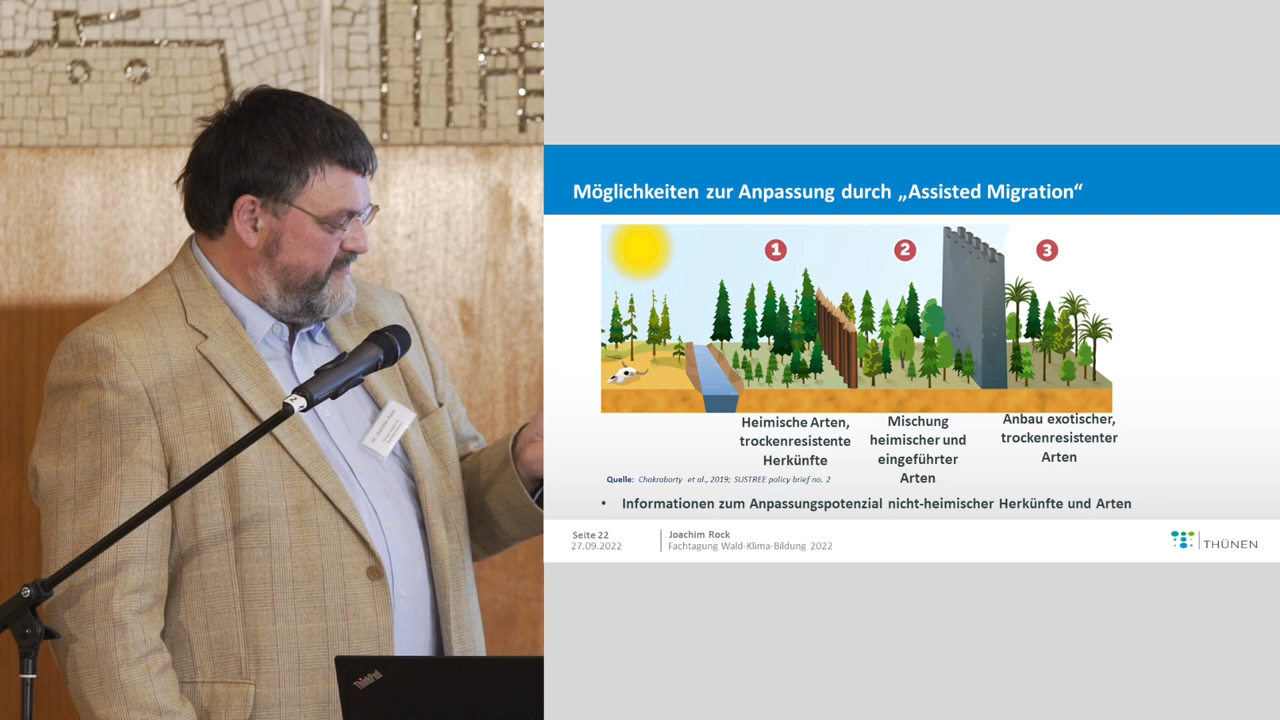 Möglichkeiten zur Anpassung durch „Assisted Migration“
1
2
3
Heimische Arten,
trockenresistente
Herkünfte
Mischung
heimischer und
eingeführter
Arten
Anbau exotischer,
trockenresistenter
Arten
Quelle: Chakraborty et al., 2019; SUSTREE policy brief no. 2
• Informationen zum Anpassungspotenzial nicht-heimischer Herkünfte und Arten
Seite 22
27.09.2022
Joachim Rock
Fachtagung Wald-Klima-Bildung 2022
THÜNEN
ThinkPad